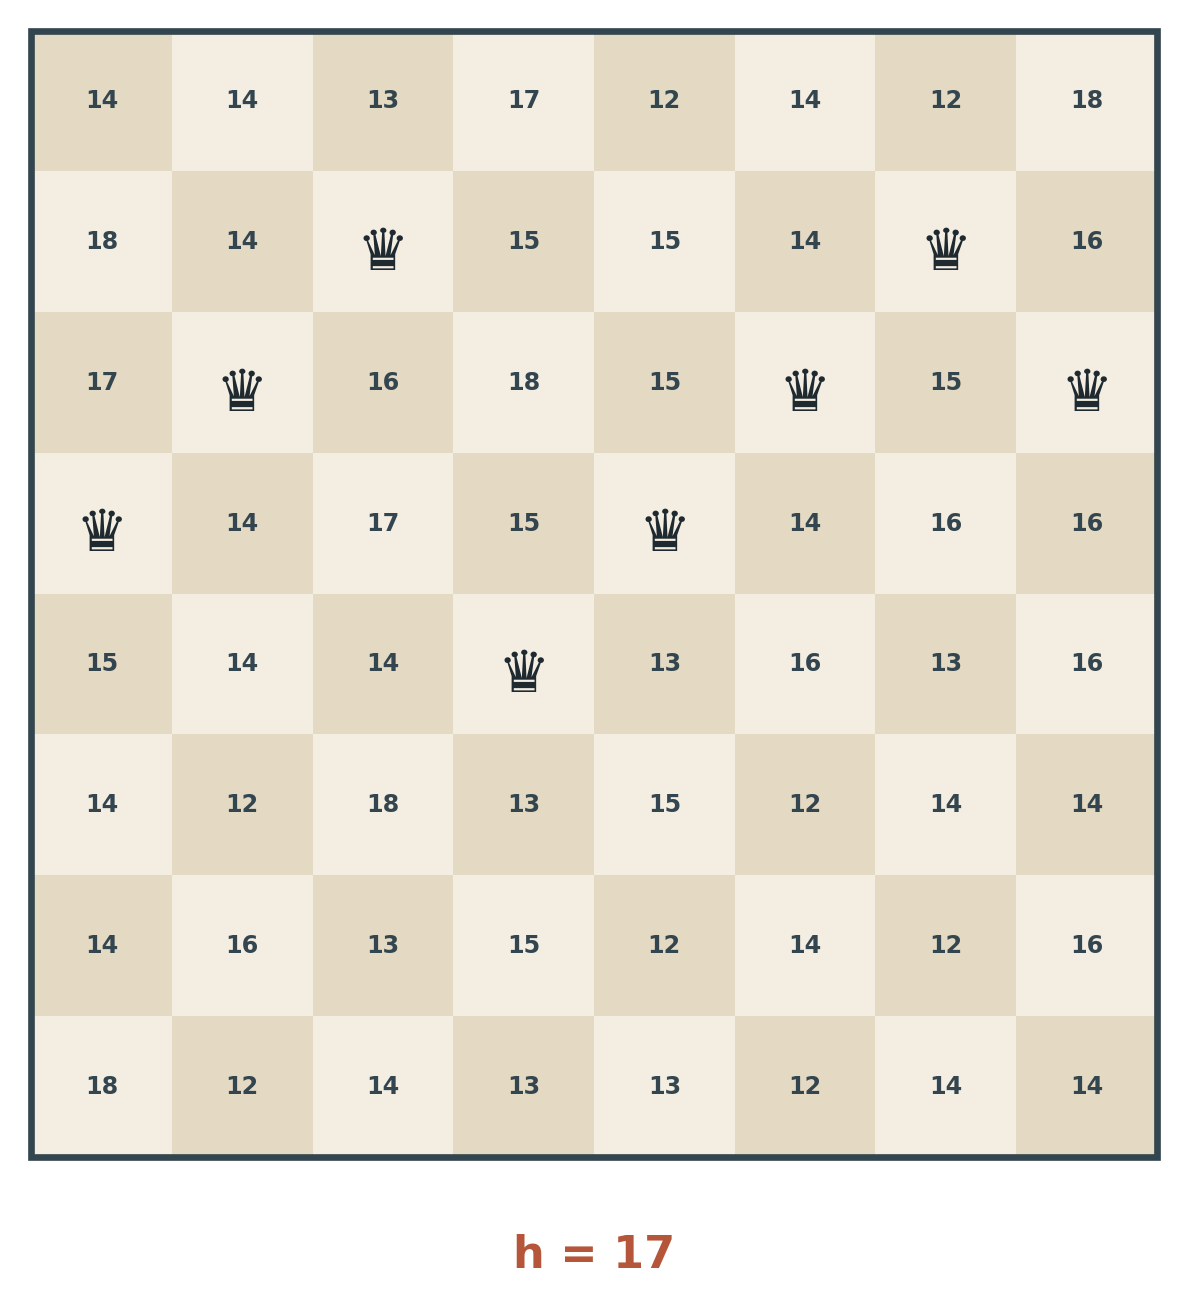 14 14 13 17 12 14 12 18
18 14 ♛ 15 15 14 ♛ 16
17 ♛ 16 18 15 ♛ 15 ♛
♛ 14 17 15 ♛ 14 16 16
15 14 14 ♛ 13 16 13 16
14 12 18 13 15 12 14 14
14 16 13 15 12 14 12 16
18 12 14 13 13 12 14 14
h = 17